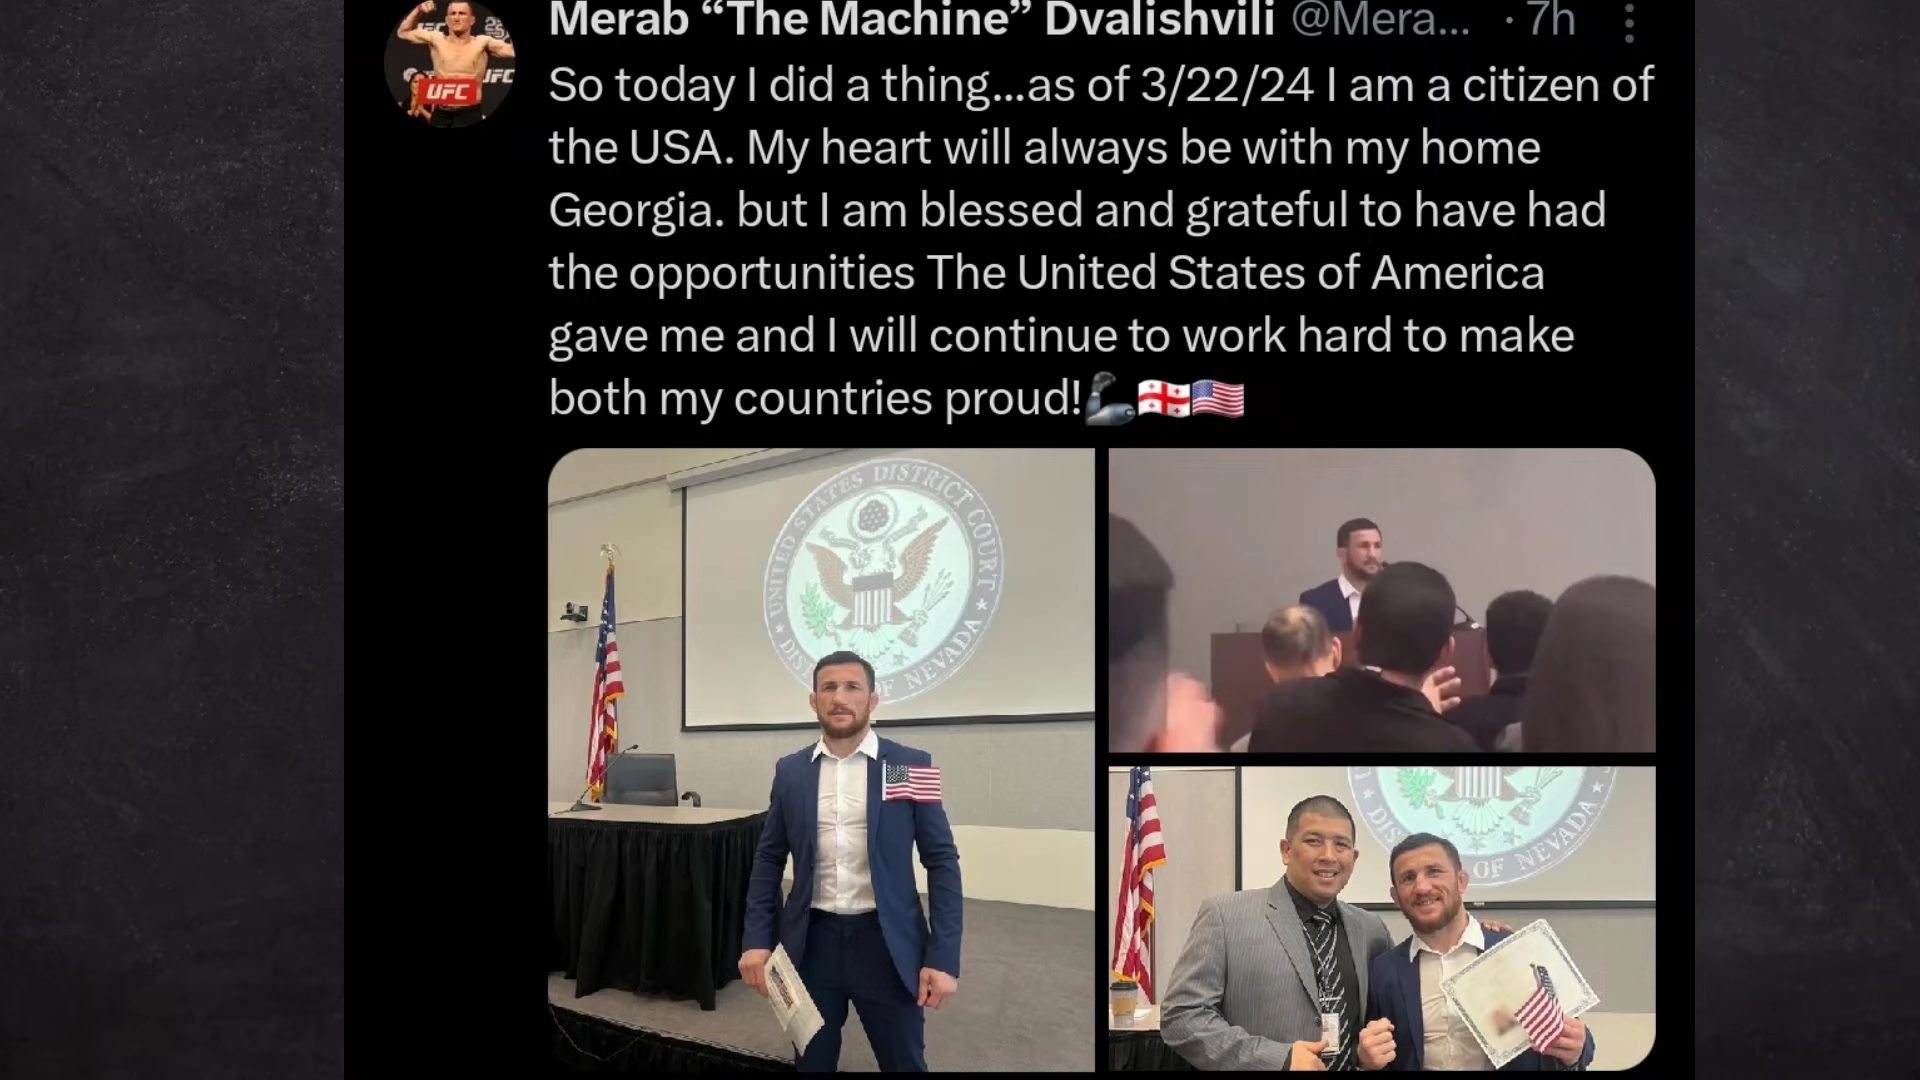 Merab “The Machine” Dvalishvili @Mera... · 7h
So today I did a thing...as of 3/22/24 I am a citizen of
the USA. My heart will always be with my home
Georgia. but I am blessed and grateful to have had
the opportunities The United States of America
gave me and I will continue to work hard to make
both my countries proud!🦾🇬🇪🇺🇸
UFC
UFC
UNITED STATES DISTRICT COURT
OF NEVADA
DIS
OF NEVADA